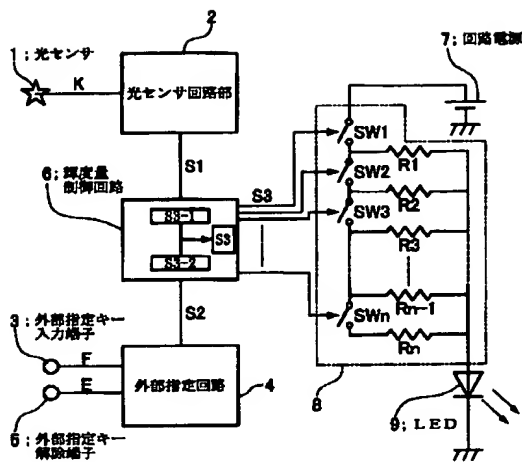 1；光センサ
K
2
光センサ回路部
7；回路電源
S1
6；輝度量
制御回路
S3
S3-1
S3
S3-2
SW1
R1
SW2
R2
SW3
R3
Rn-1
SWn
Rn
S2
3；外部指定キー
入力端子
F
E
外部指定回路
4
5；外部指定キー
解除端子
8
9；LED